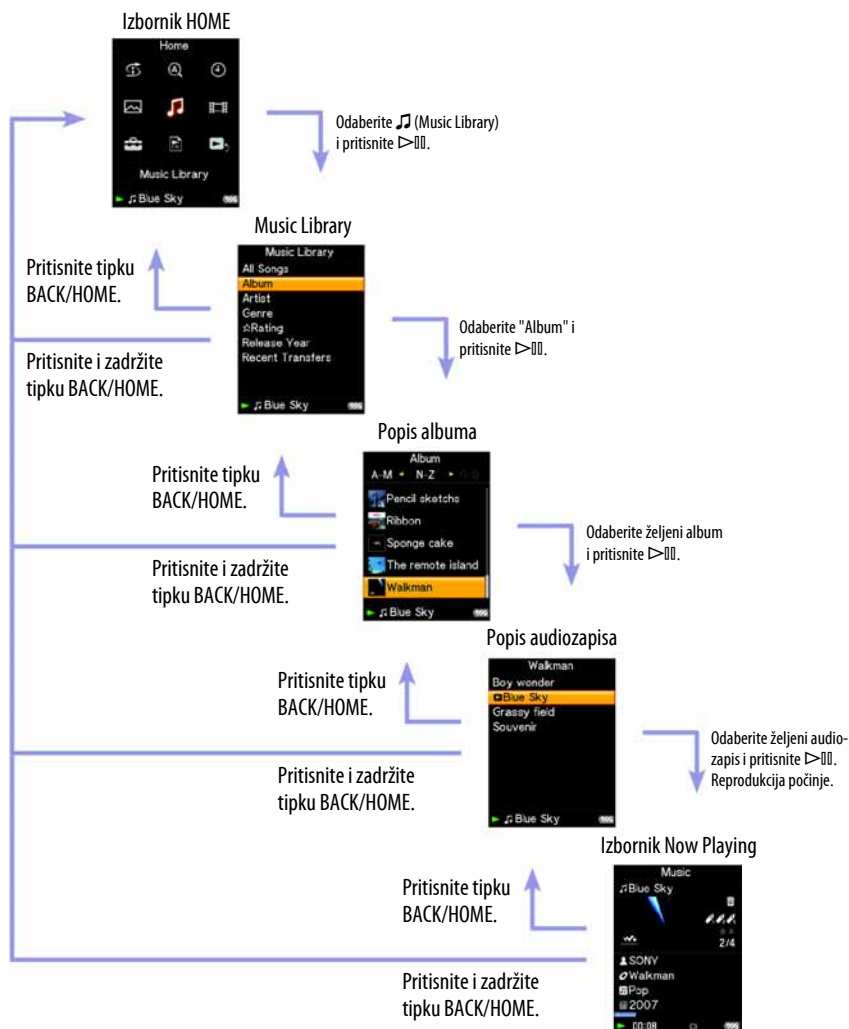 Izbornik HOME
Home
Music Library
Blue Sky
Odaberite ♫ (Music Library)
i pritisnite ▷II.
Music Library
Music Library
All Songs
Album
Artist
Genre
☆Rating
Release Year
Recent Transfers
Blue Sky
Pritisnite tipku
BACK/HOME.
Pritisnite i zadržite
tipku BACK/HOME.
Odaberite "Album" i
pritisnite ▷II.
Popis albuma
Album
A-M N-Z
Pencil sketchs
Ribbon
Sponge cake
The remote island
Walkman
Blue Sky
Pritisnite tipku
BACK/HOME.
Pritisnite i zadržite
tipku BACK/HOME.
Odaberite željeni album
i pritisnite ▷II.
Popis audiozapisa
Walkman
Boy wonder
Blue Sky
Grassy field
Souvenir
Blue Sky
Pritisnite tipku
BACK/HOME.
Pritisnite i zadržite
tipku BACK/HOME.
Odaberite željeni audio-
zapis i pritisnite ▷II.
Reprodukcija počinje.
Izbornik Now Playing
Music
Blue Sky
2/4
SONY
Walkman
Pop
2007
00:08
Pritisnite tipku
BACK/HOME.
Pritisnite i zadržite
tipku BACK/HOME.